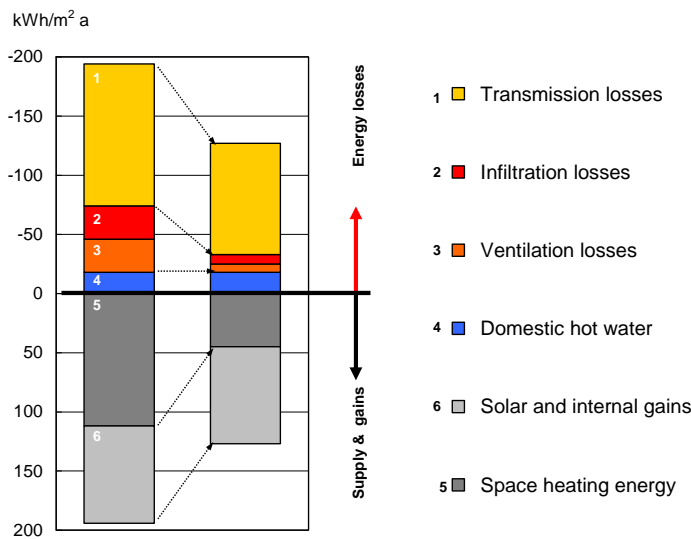 kWh/m² a
-200
-150
-100
-50
0
50
100
150
200
1
2
3
4
5
6
Energy losses
Supply & gains
1 Transmission losses
2 Infiltration losses
3 Ventilation losses
4 Domestic hot water
6 Solar and internal gains
5 Space heating energy